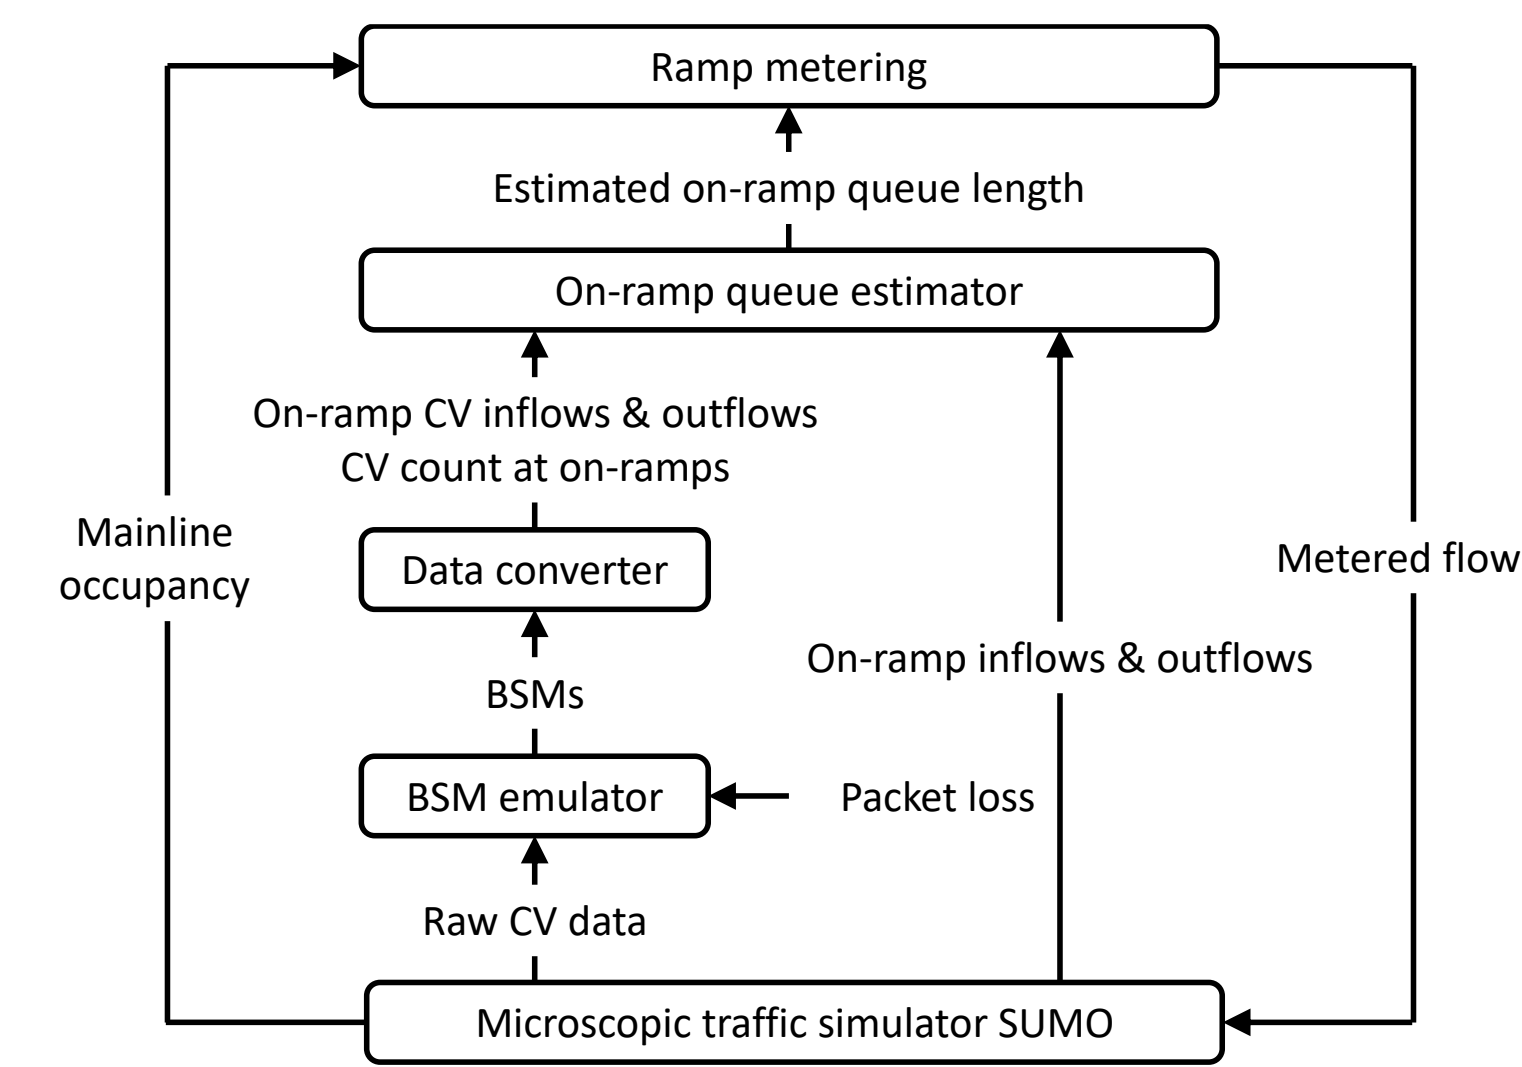 Ramp metering
Estimated on-ramp queue length
On-ramp queue estimator
On-ramp CV inflows & outflows
CV count at on-ramps
Mainline
occupancy
Data converter
Metered flow
On-ramp inflows & outflows
BSMs
BSM emulator
Packet loss
Raw CV data
Microscopic traffic simulator SUMO